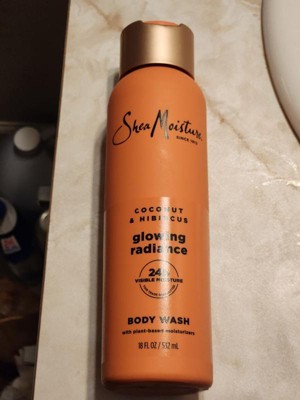 SheaMoisture
SINCE 1912
COCONUT
& HIBISCUS
glowing
radiance
24h
VISIBLE MOISTURE
BODY WASH
with plant-based moisturizers
18 FL OZ / 532 mL